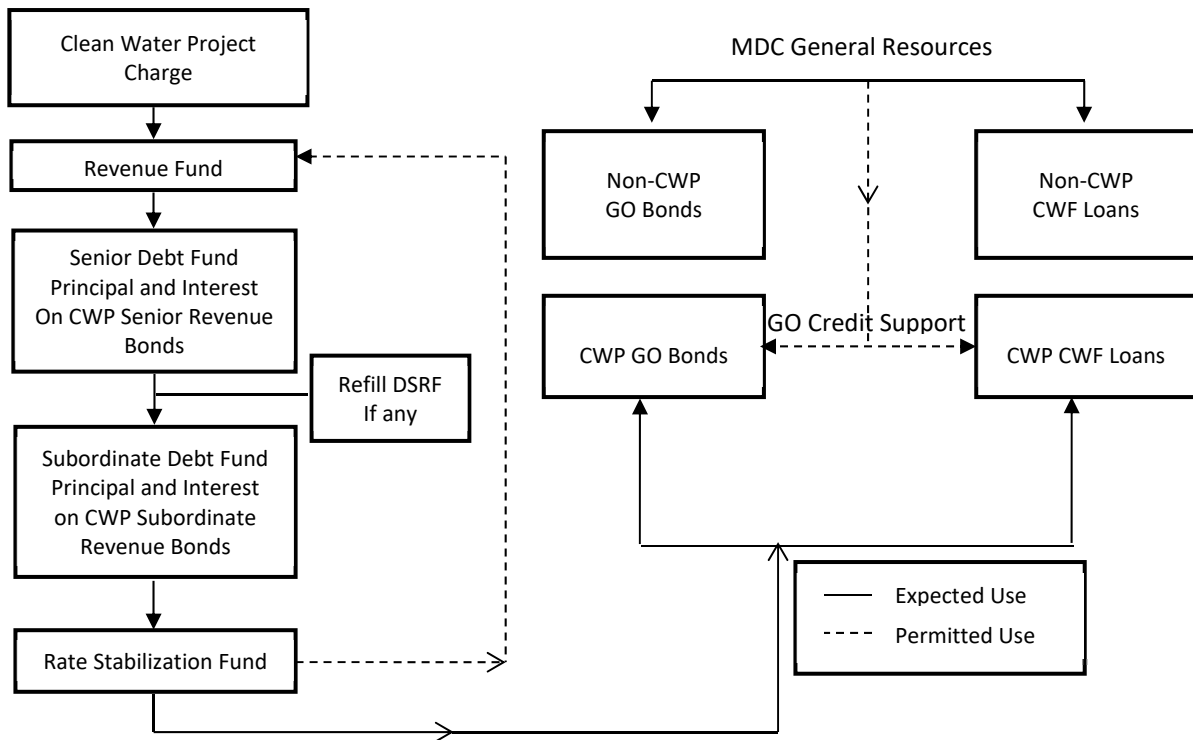 Clean Water Project
Charge
Revenue Fund
Senior Debt Fund
Principal and Interest
On CWP Senior Revenue
Bonds
Refill DSRF
If any
Subordinate Debt Fund
Principal and Interest
on CWP Subordinate
Revenue Bonds
Rate Stabilization Fund
MDC General Resources
Non-CWP
GO Bonds
Non-CWP
CWF Loans
GO Credit Support
CWP GO Bonds
CWP CWF Loans
Expected Use
Permitted Use